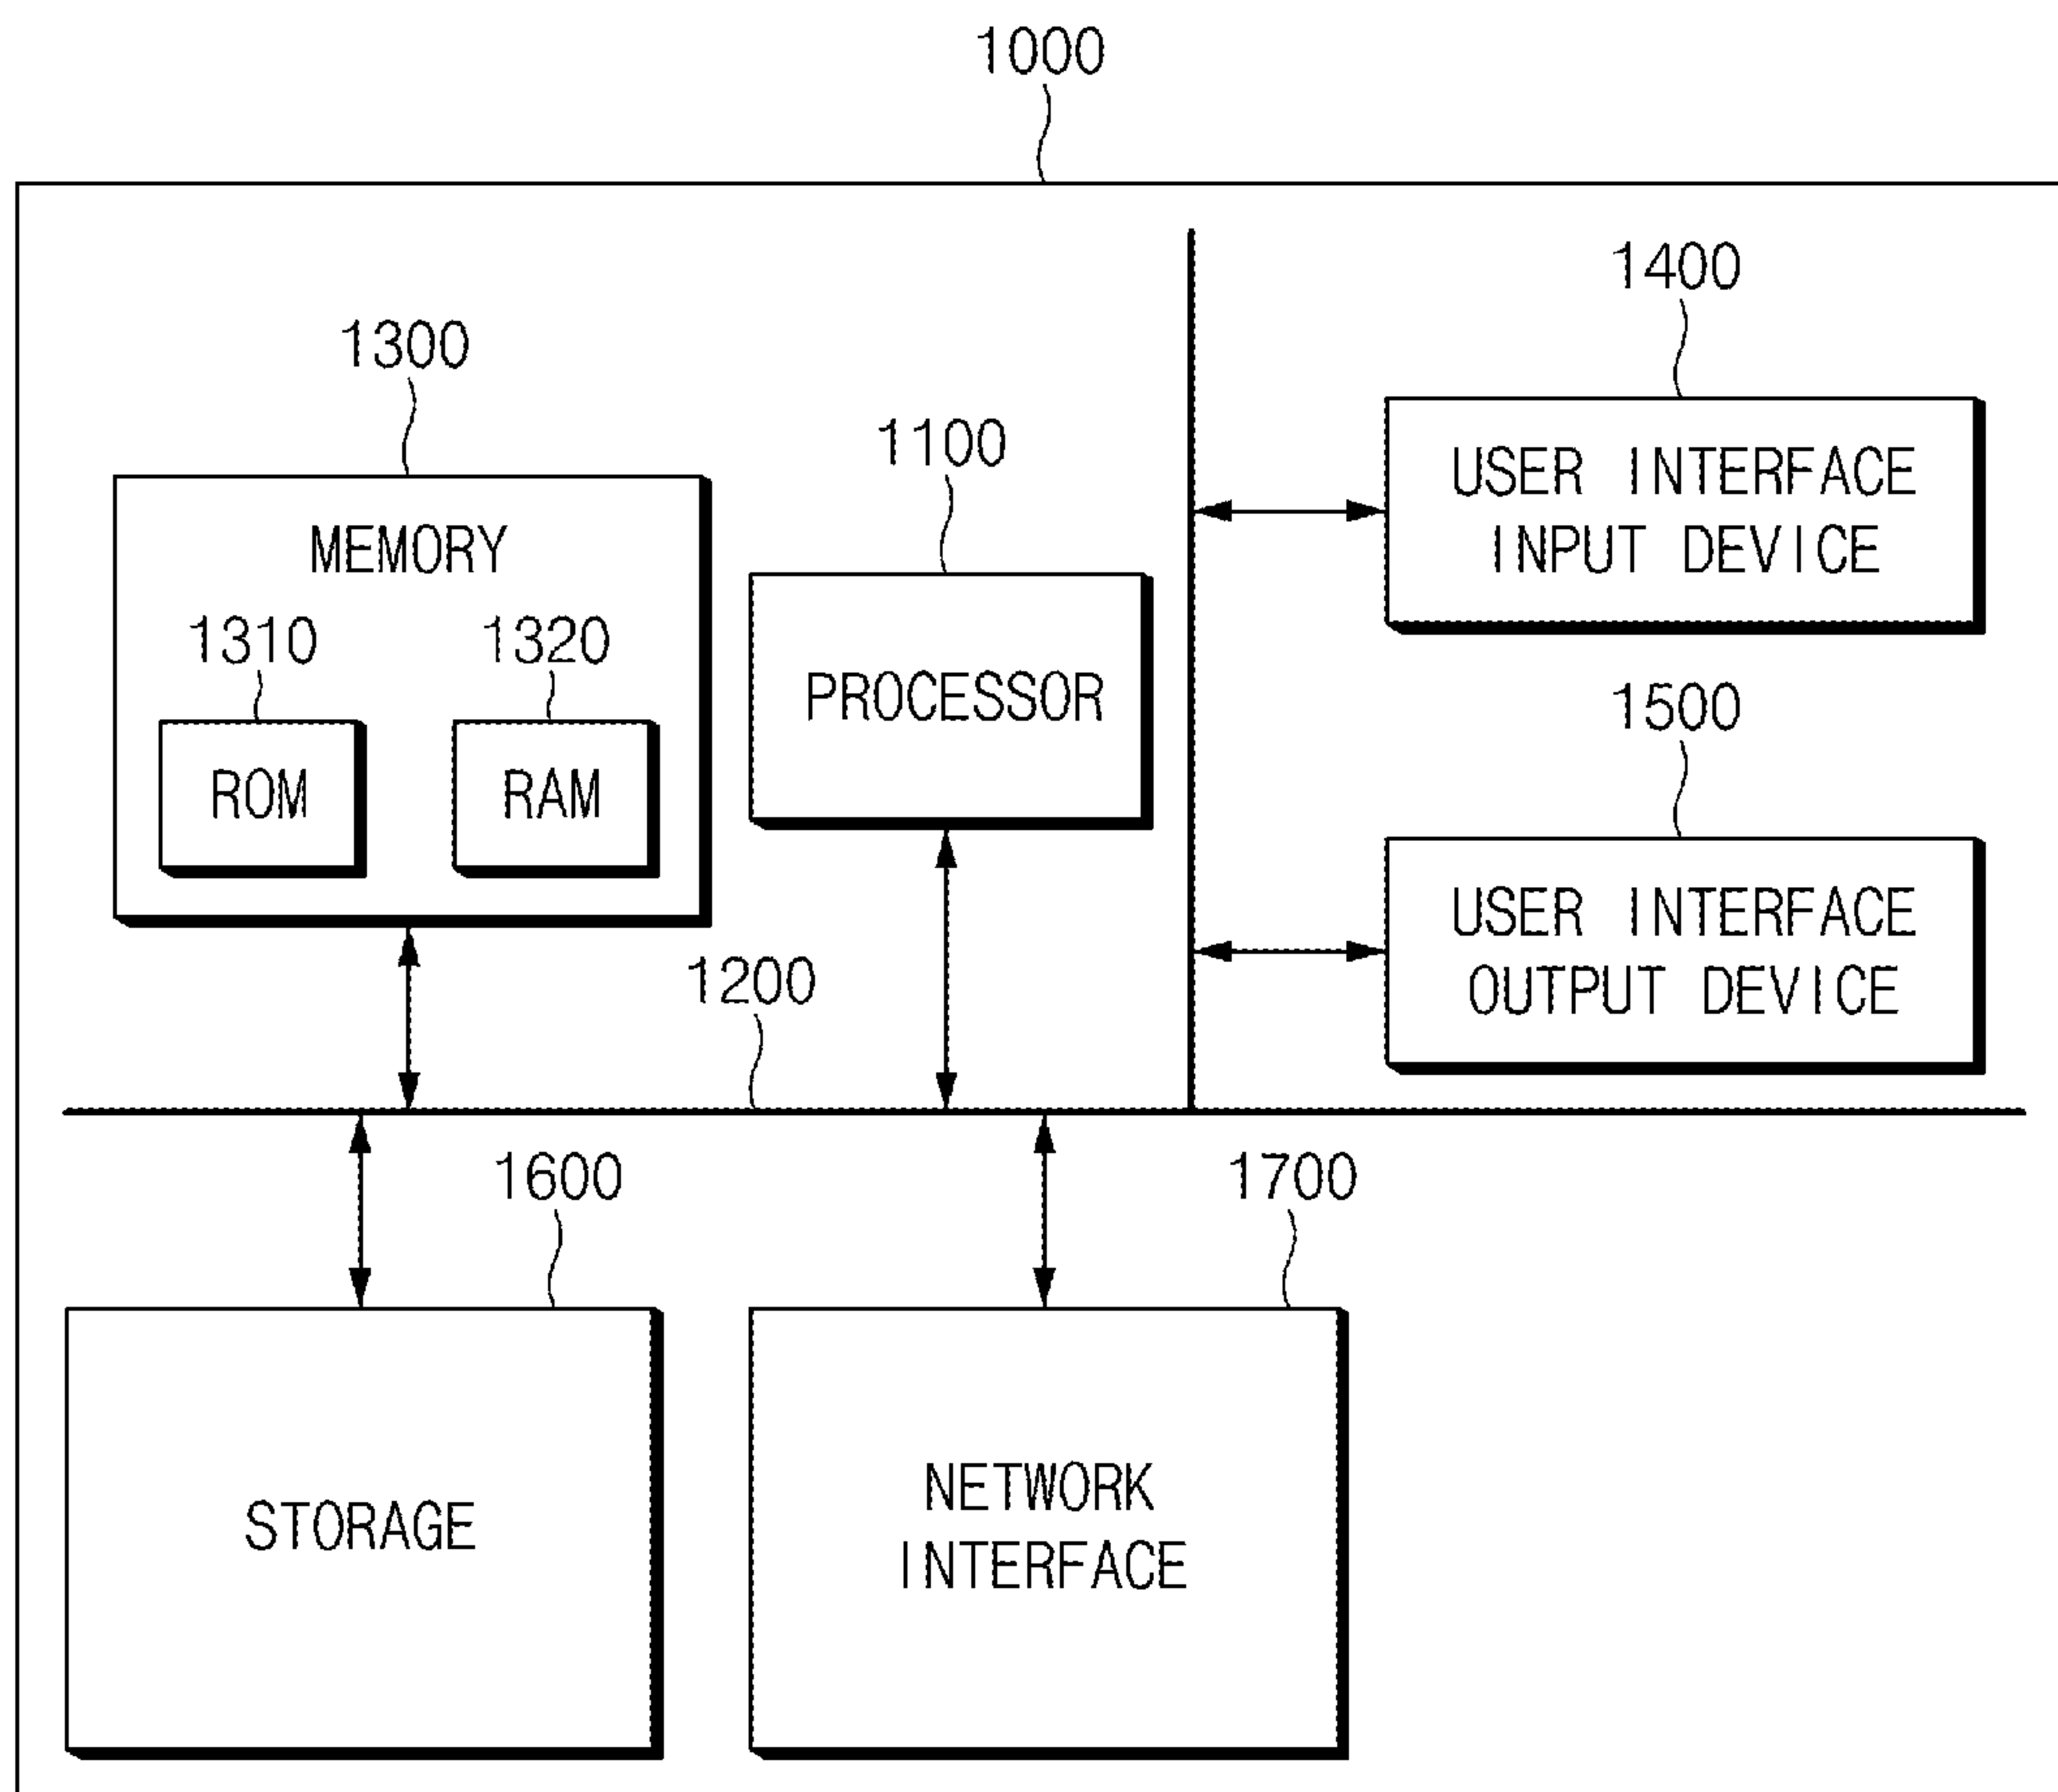 1000
1400
1300
1100
USER INTERFACE
INPUT DEVICE
MEMORY
1310
1320
PROCESSOR
ROM
RAM
1500
USER INTERFACE
OUTPUT DEVICE
1200
1600
1700
STORAGE
NETWORK
INTERFACE